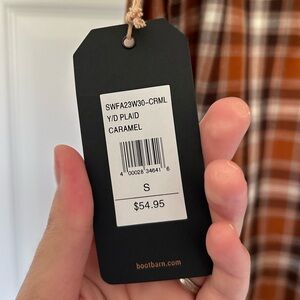 SWFA23W30-CRML
Y/D PLAID
CARAMEL
4 00028 34641 6
S
$54.95
bootbarn.com